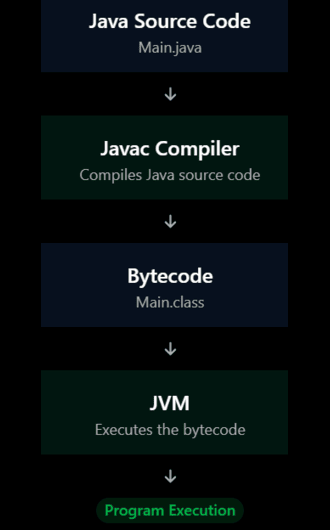 Java Source Code
Main.java
↓
Javac Compiler
Compiles Java source code
↓
Bytecode
Main.class
↓
JVM
Executes the bytecode
↓
Program Execution